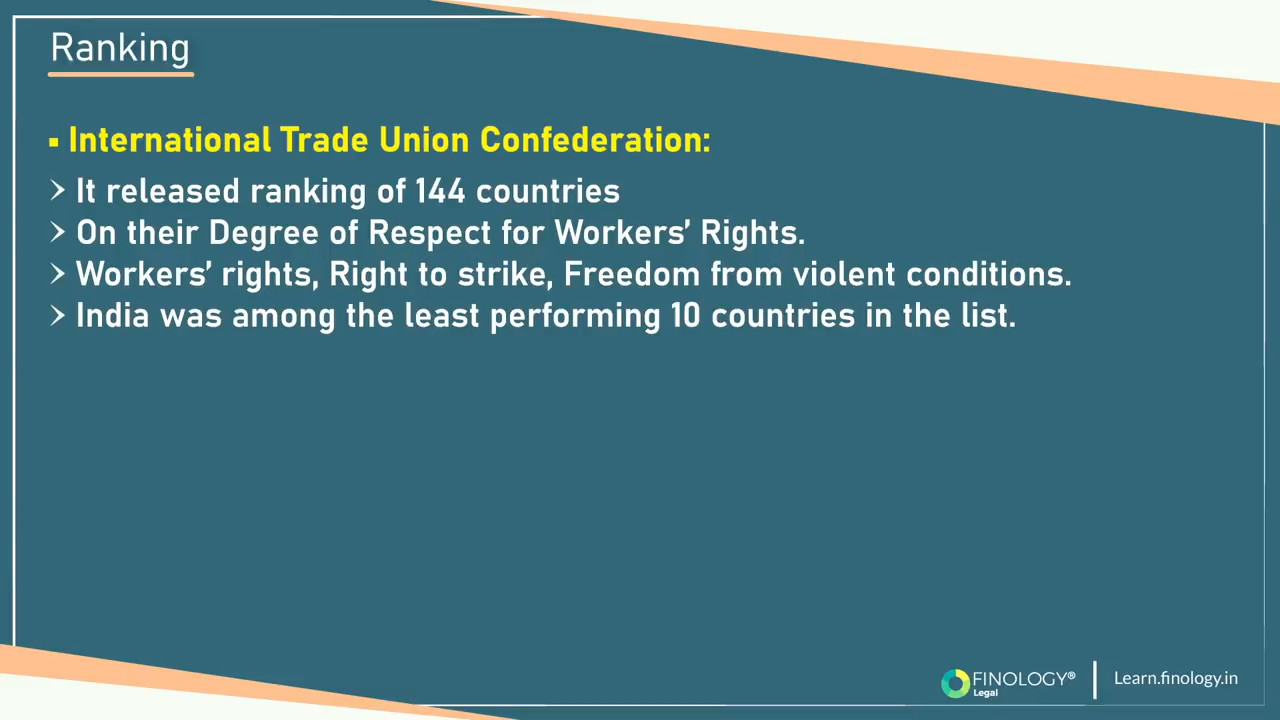 Ranking
▪ International Trade Union Confederation:
> It released ranking of 144 countries
> On their Degree of Respect for Workers’ Rights.
> Workers’ rights, Right to strike, Freedom from violent conditions.
> India was among the least performing 10 countries in the list.
FINOLOGY®
Legal
Learn.finology.in